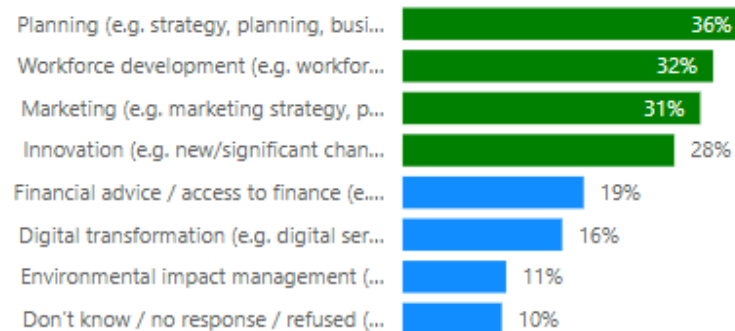 Planning (e.g. strategy, planning, busi... 36%
Workforce development (e.g. workfor... 32%
Marketing (e.g. marketing strategy, p... 31%
Innovation (e.g. new/significant chan... 28%
Financial advice / access to finance (e.... 19%
Digital transformation (e.g. digital ser... 16%
Environmental impact management (... 11%
Don't know / no response / refused (... 10%